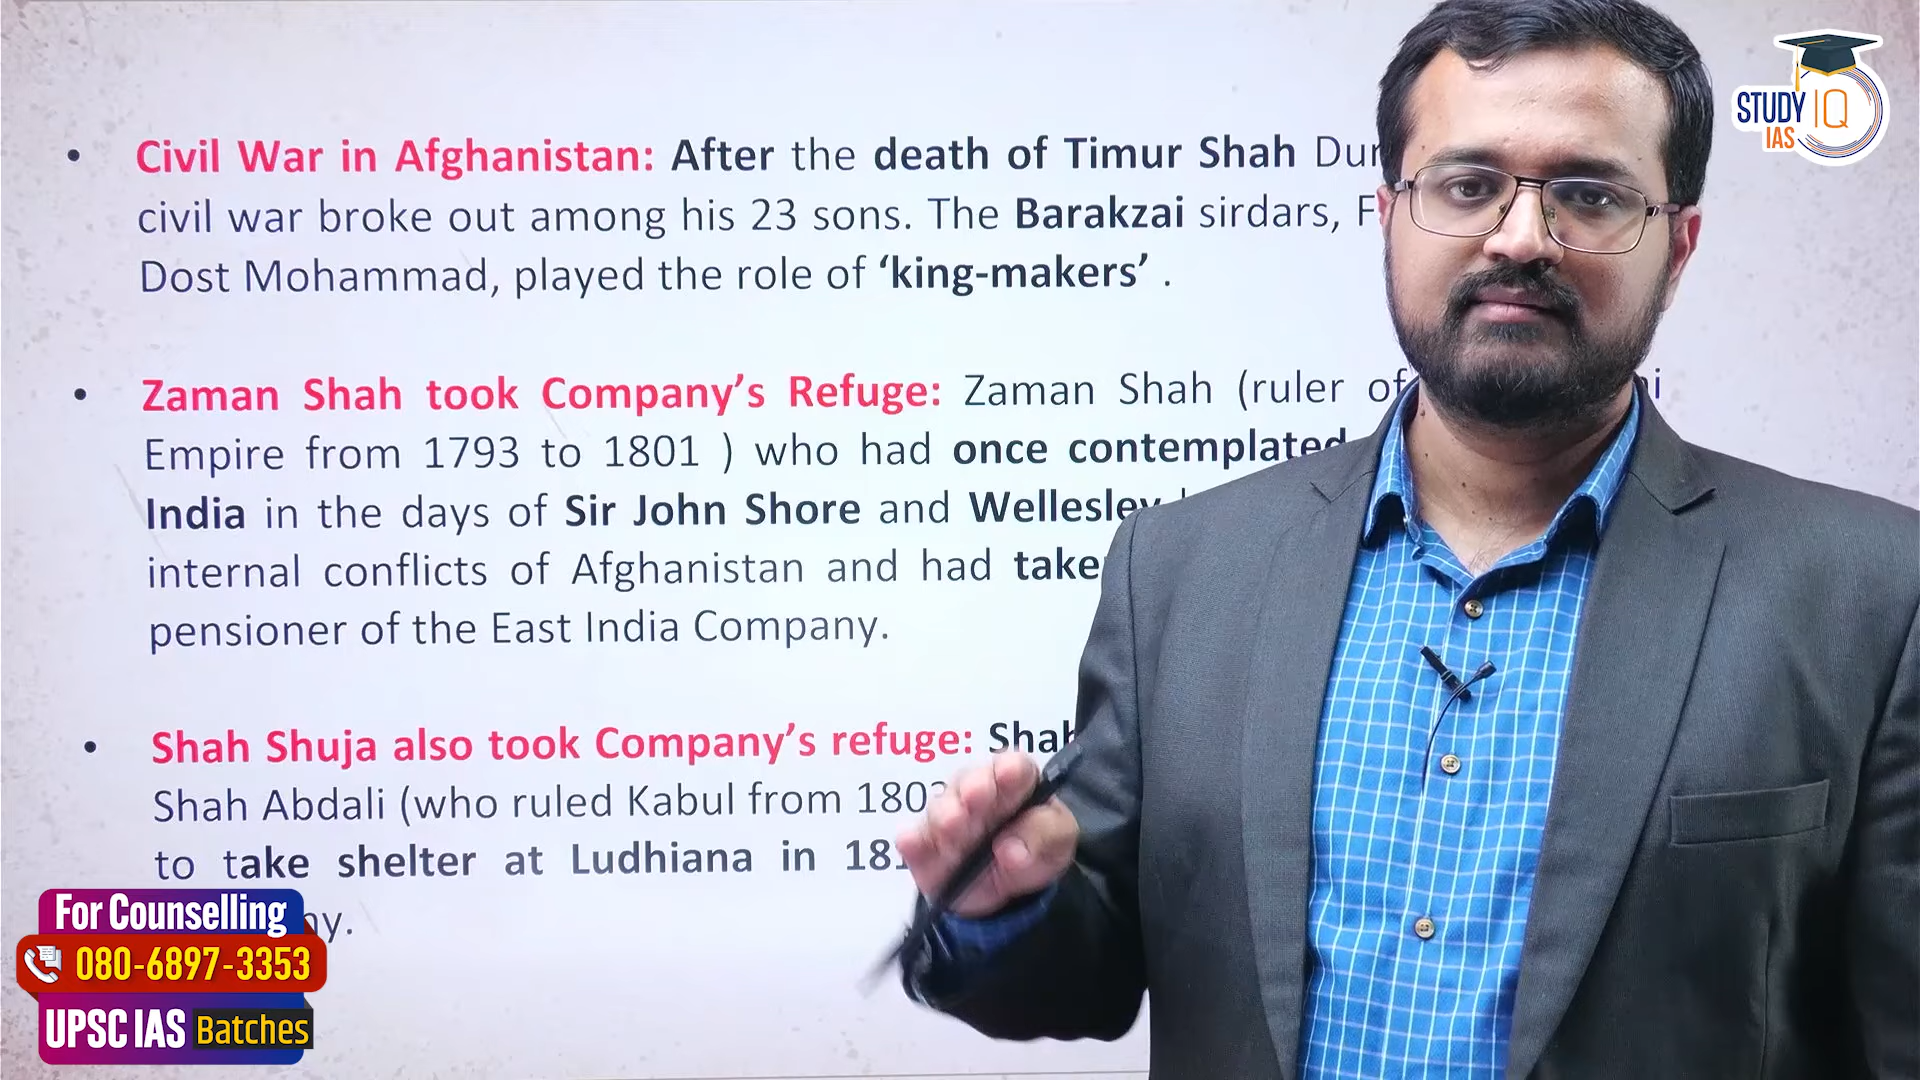 • Civil War in Afghanistan: After the death of Timur Shah
civil war broke out among his 23 sons. The Barakzai sirdars,
Dost Mohammad, played the role of ‘king-makers’ .
• Zaman Shah took Company’s Refuge: Zaman Shah (ruler of
Empire from 1793 to 1801 ) who had once contemplated
India in the days of Sir John Shore and Wellesley
internal conflicts of Afghanistan and had
pensioner of the East India Company.
• Shah Shuja also took Company’s refuge: Shah
Shah Abdali (who ruled Kabul from
to take shelter at Ludhiana in
STUDY IQ
IAS
For Counselling
080-6897-3353
UPSC IAS Batches